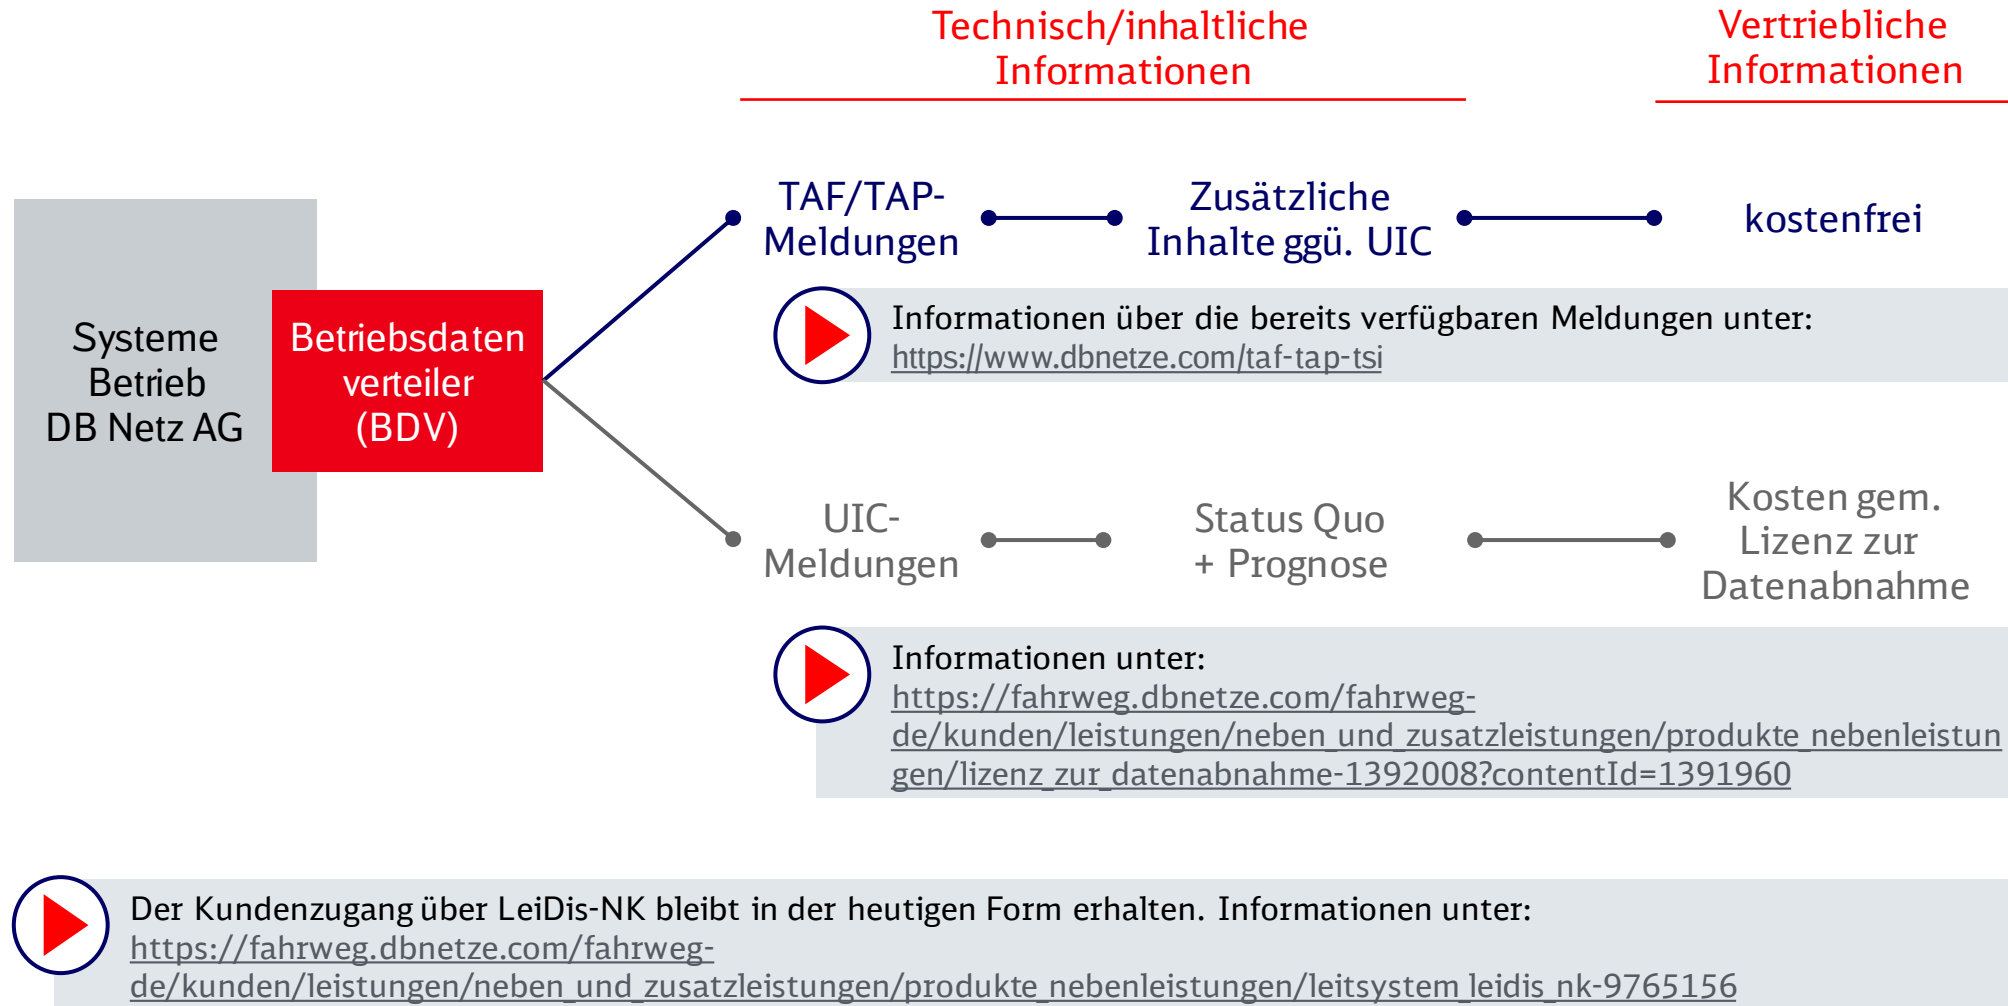 Technisch/inhaltliche
Informationen
Vertriebliche
Informationen
Systeme
Betrieb
DB Netz AG
Betriebsdaten
verteiler
(BDV)
TAF/TAP-
Meldungen
Zusätzliche
Inhalte ggü. UIC
kostenfrei
Informationen über die bereits verfügbaren Meldungen unter:
https://www.dbnetze.com/taf-tap-tsi
UIC-
Meldungen
Status Quo
+ Prognose
Kosten gem.
Lizenz zur
Datenabnahme
Informationen unter:
https://fahrweg.dbnetze.com/fahrweg-
de/kunden/leistungen/neben_und_zusatzleistungen/produkte_nebenleistun
gen/lizenz_zur_datenabnahme-1392008?contentId=1391960
Der Kundenzugang über LeiDis-NK bleibt in der heutigen Form erhalten. Informationen unter:
https://fahrweg.dbnetze.com/fahrweg-
de/kunden/leistungen/neben_und_zusatzleistungen/produkte_nebenleistungen/leitsystem_leidis_nk-9765156